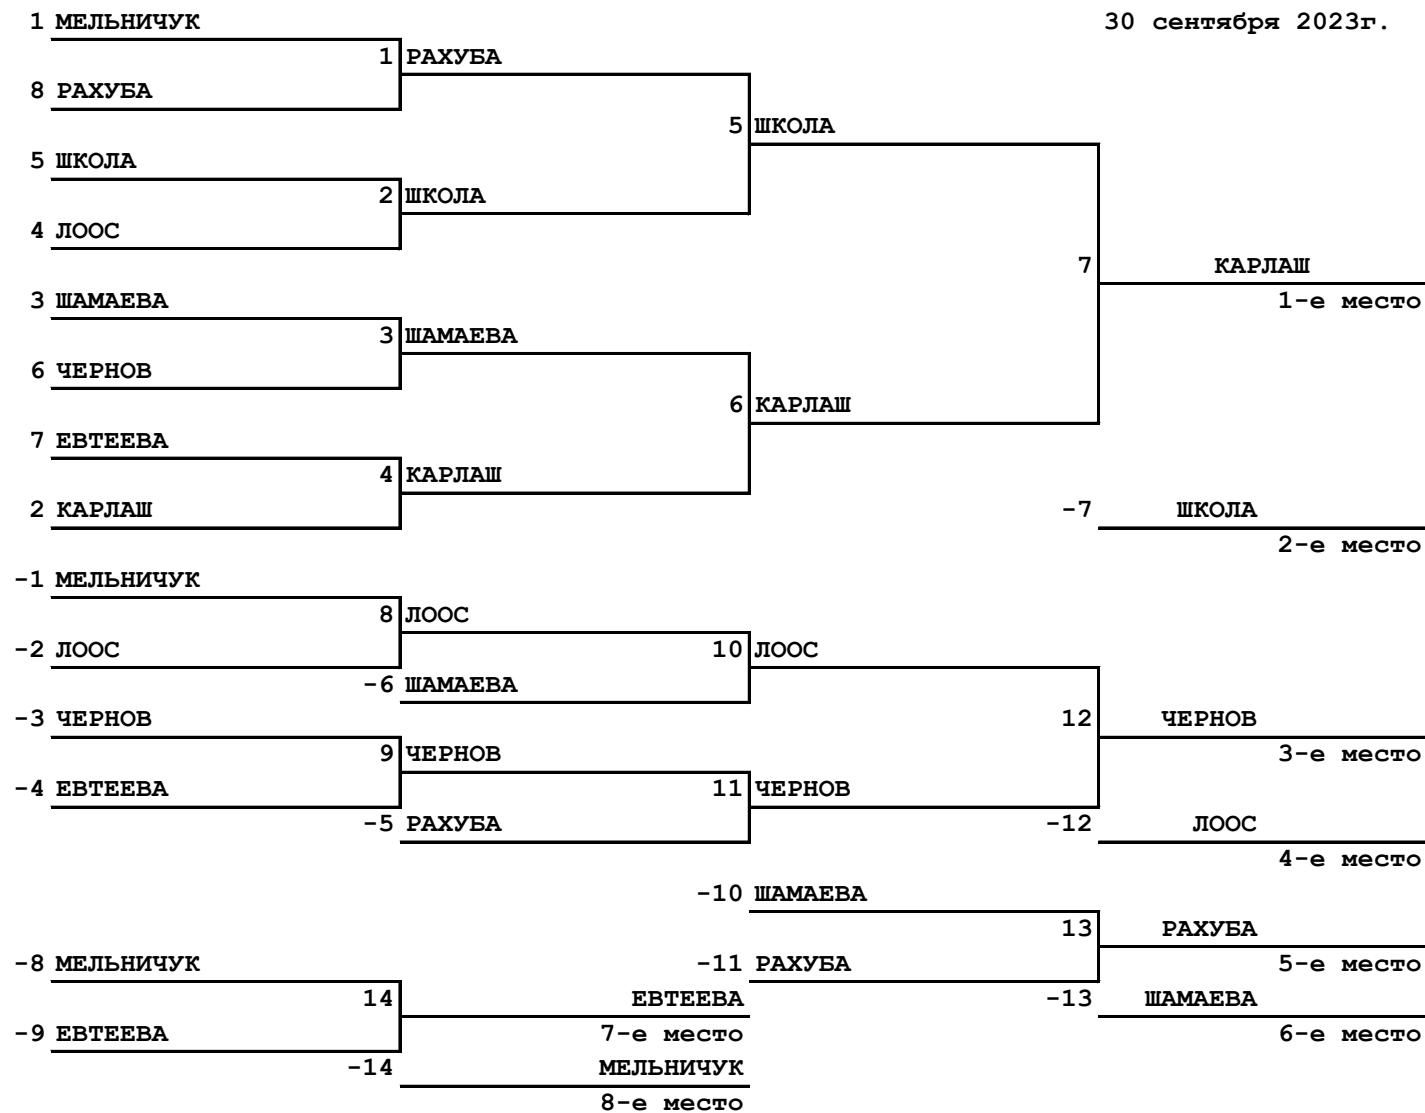 1 МЕЛЬНИЧУК 30 сентября 2023г.
1 РАХУБА
8 РАХУБА
5 ШКОЛА
5 ШКОЛА
2 ШКОЛА
4 ЛООС
7 КАРЛАШ
3 ШАМАЕВА 1-е место
3 ШАМАЕВА
6 ЧЕРНОВ
6 КАРЛАШ
7 ЕВТЕЕВА
4 КАРЛАШ
2 КАРЛАШ -7 ШКОЛА
2-е место
-1 МЕЛЬНИЧУК
8 ЛООС
-2 ЛООС 10 ЛООС
-6 ШАМАЕВА
-3 ЧЕРНОВ 12 ЧЕРНОВ
9 ЧЕРНОВ 3-е место
-4 ЕВТЕЕВА 11 ЧЕРНОВ
-5 РАХУБА -12 ЛООС
4-е место
-10 ШАМАЕВА
13 РАХУБА
-8 МЕЛЬНИЧУК -11 РАХУБА 5-е место
14 ЕВТЕЕВА -13 ШАМАЕВА
-9 ЕВТЕЕВА 7-е место 6-е место
-14 МЕЛЬНИЧУК
8-е место